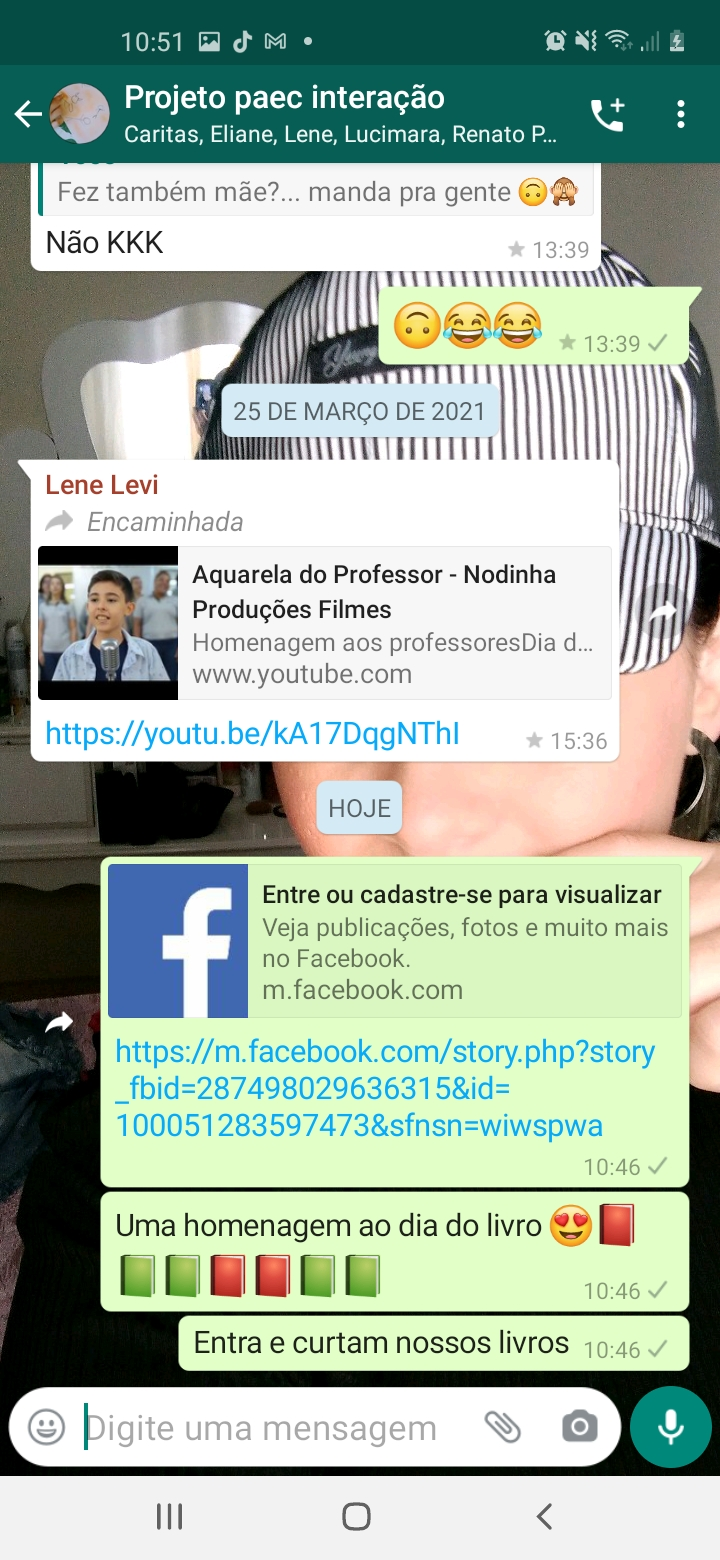 10:51
Projeto paec interação
Caritas, Eliane, Lene, Lucimara, Renato P...
Fez também mãe?... manda pra gente 🙃🙈
Não KKK
13:39
🙃😂😂 13:39
25 DE MARÇO DE 2021
Lene Levi
Encaminhada
Aquarela do Professor - Nodinha
Produções Filmes
Homenagem aos professoresDia d...
www.youtube.com
https://youtu.be/kA17DqgNThI
15:36
HOJE
Entre ou cadastre-se para visualizar
Veja publicações, fotos e muito mais
no Facebook.
m.facebook.com
https://m.facebook.com/story.php?story
_fbid=287498029636315&id=
100051283597473&sfnsn=wiwspwa
10:46
Uma homenagem ao dia do livro 😍📕
📗📗📕📕📗📗 10:46
Entra e curtam nossos livros 10:46
Digite uma mensagem